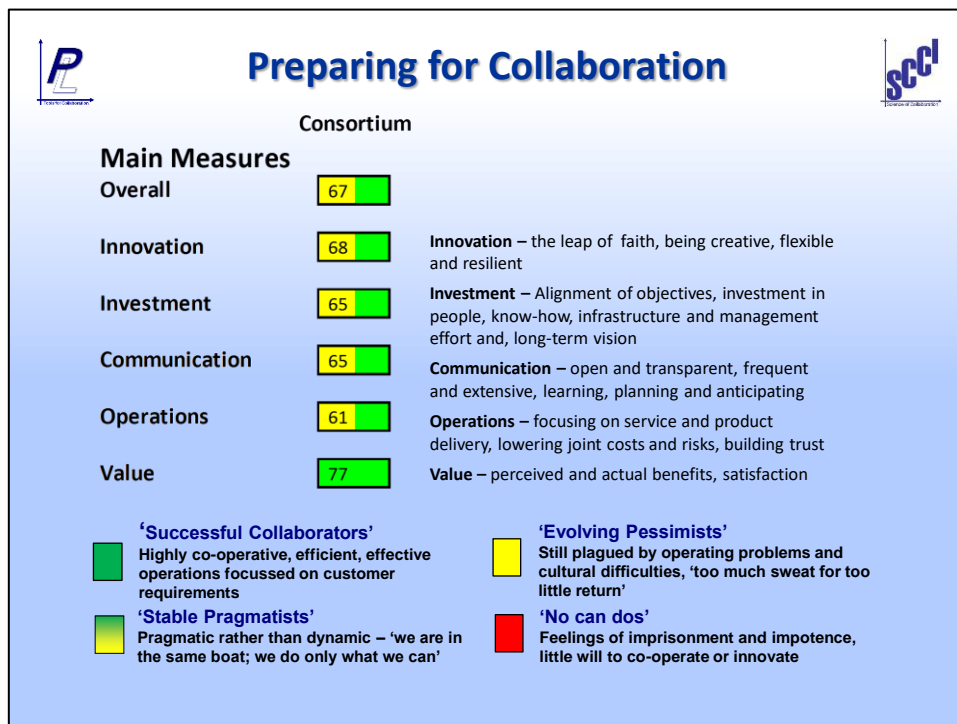 PL
Tools for Collaboration
Preparing for Collaboration
SCCI
Science of Collaboration
Consortium
Main Measures
Overall 67
Innovation 68
Innovation – the leap of faith, being creative, flexible
and resilient
Investment 65
Investment – Alignment of objectives, investment in
people, know-how, infrastructure and management
effort and, long-term vision
Communication 65
Communication – open and transparent, frequent
and extensive, learning, planning and anticipating
Operations 61
Operations – focusing on service and product
delivery, lowering joint costs and risks, building trust
Value 77
Value – perceived and actual benefits, satisfaction
‘Successful Collaborators’
Highly co-operative, efficient, effective
operations focussed on customer
requirements
‘Evolving Pessimists’
Still plagued by operating problems and
cultural difficulties, ‘too much sweat for too
little return’
‘Stable Pragmatists’
Pragmatic rather than dynamic – ‘we are in
the same boat; we do only what we can’
‘No can dos’
Feelings of imprisonment and impotence,
little will to co-operate or innovate